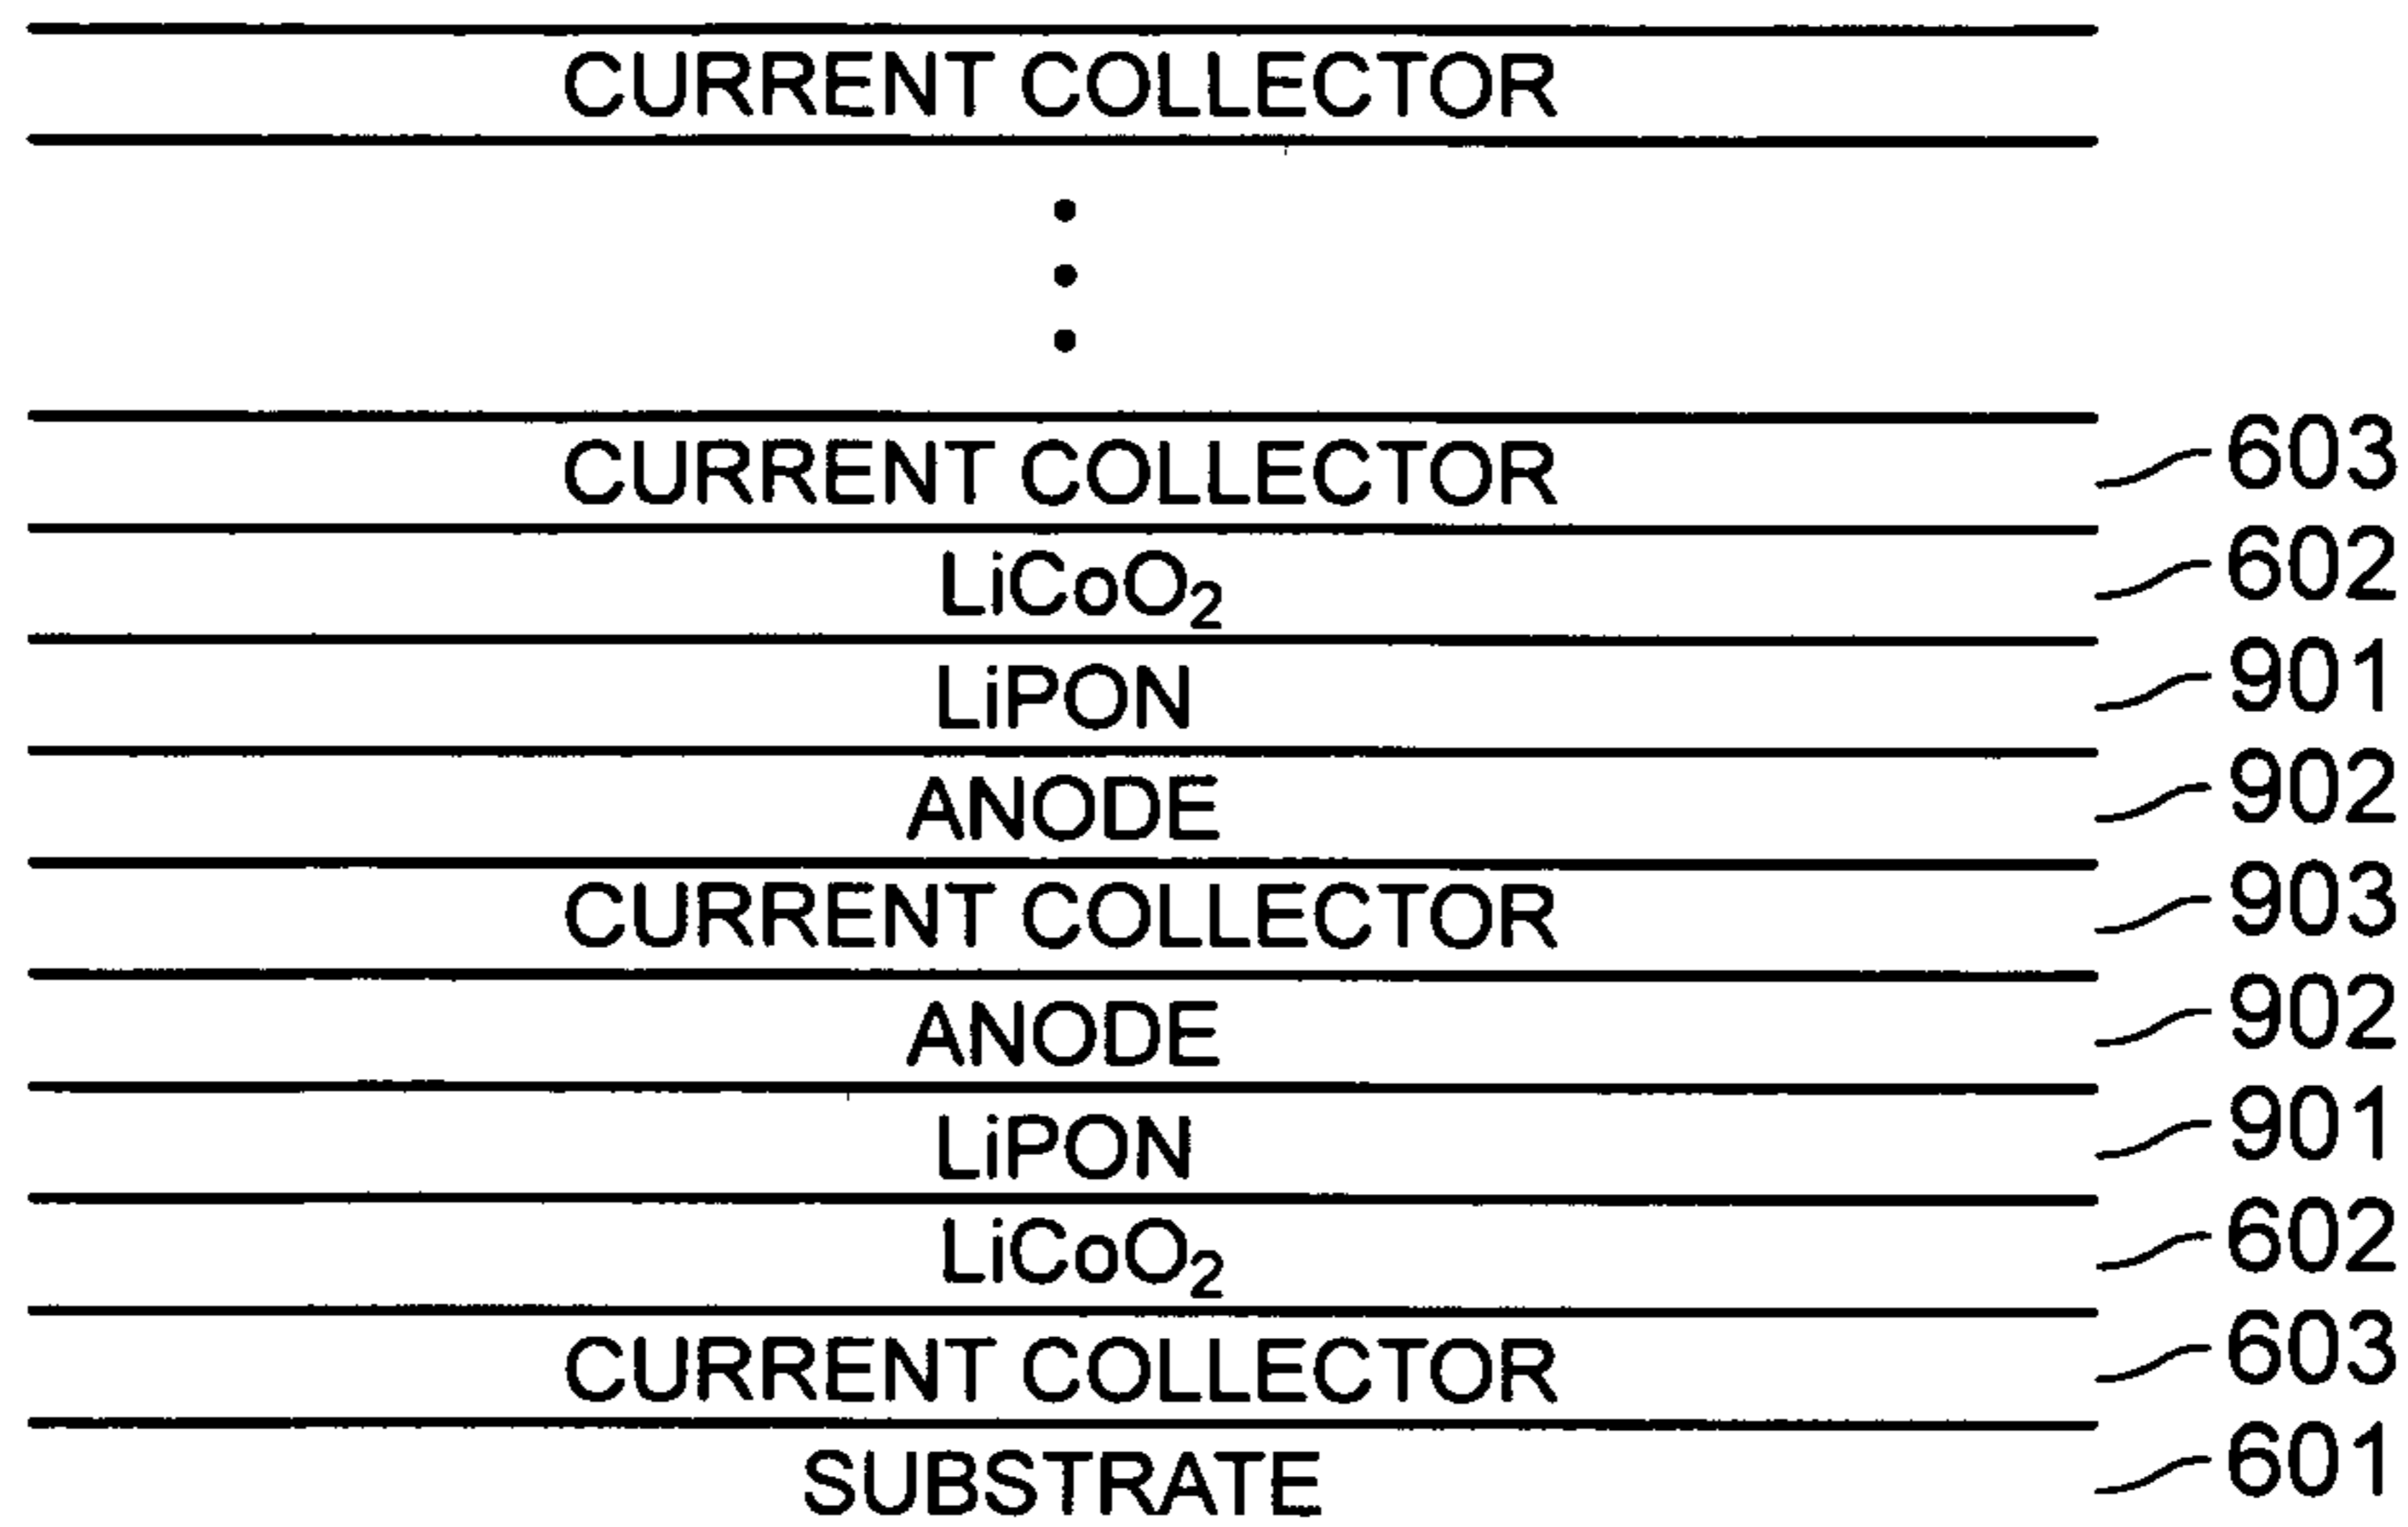 CURRENT COLLECTOR
CURRENT COLLECTOR 603
LiCoO₂ 602
LiPON 901
ANODE 902
CURRENT COLLECTOR 903
ANODE 902
LiPON 901
LiCoO₂ 602
CURRENT COLLECTOR 603
SUBSTRATE 601